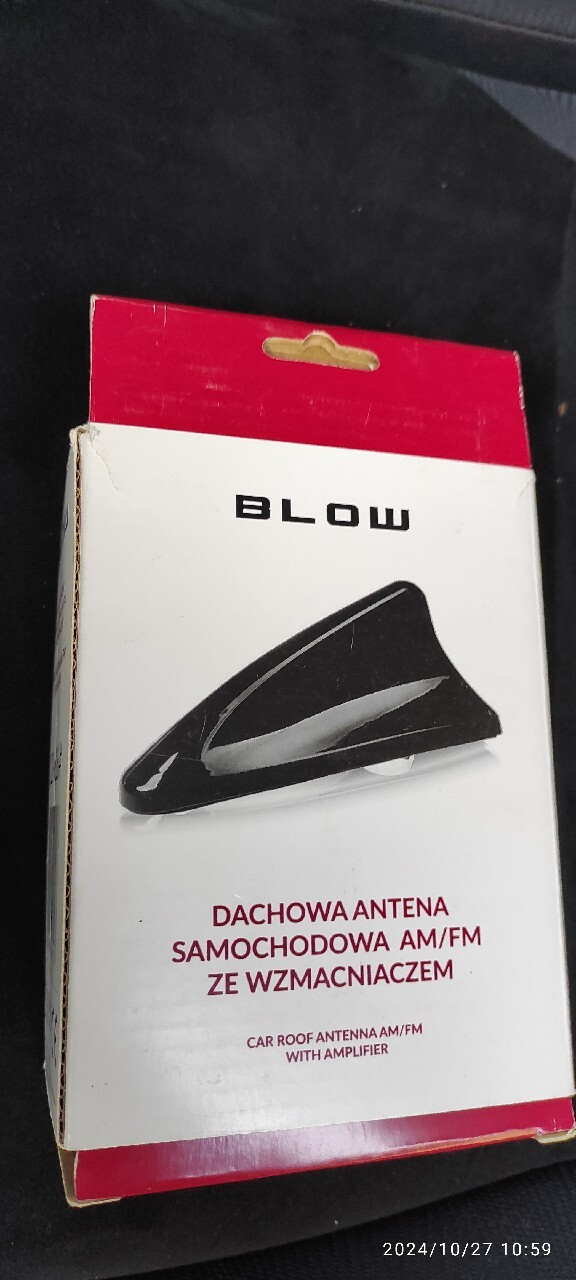 BLOW
DACHOWA ANTENA
SAMOCHODOWA AM/FM
ZE WZMACNIACZEM
CAR ROOF ANTENNA AM/FM
WITH AMPLIFIER
2024/10/27 10:59